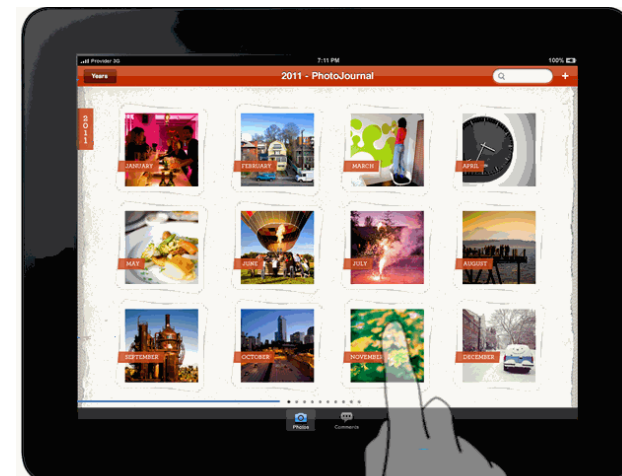 Provider 3G
7:11 PM
100%
Years
2011 - PhotoJournal
2011
JANUARY
FEBRUARY
MARCH
APRIL
MAY
JUNE
JULY
AUGUST
SEPTEMBER
OCTOBER
NOVEMBER
DECEMBER
Photos
Comments